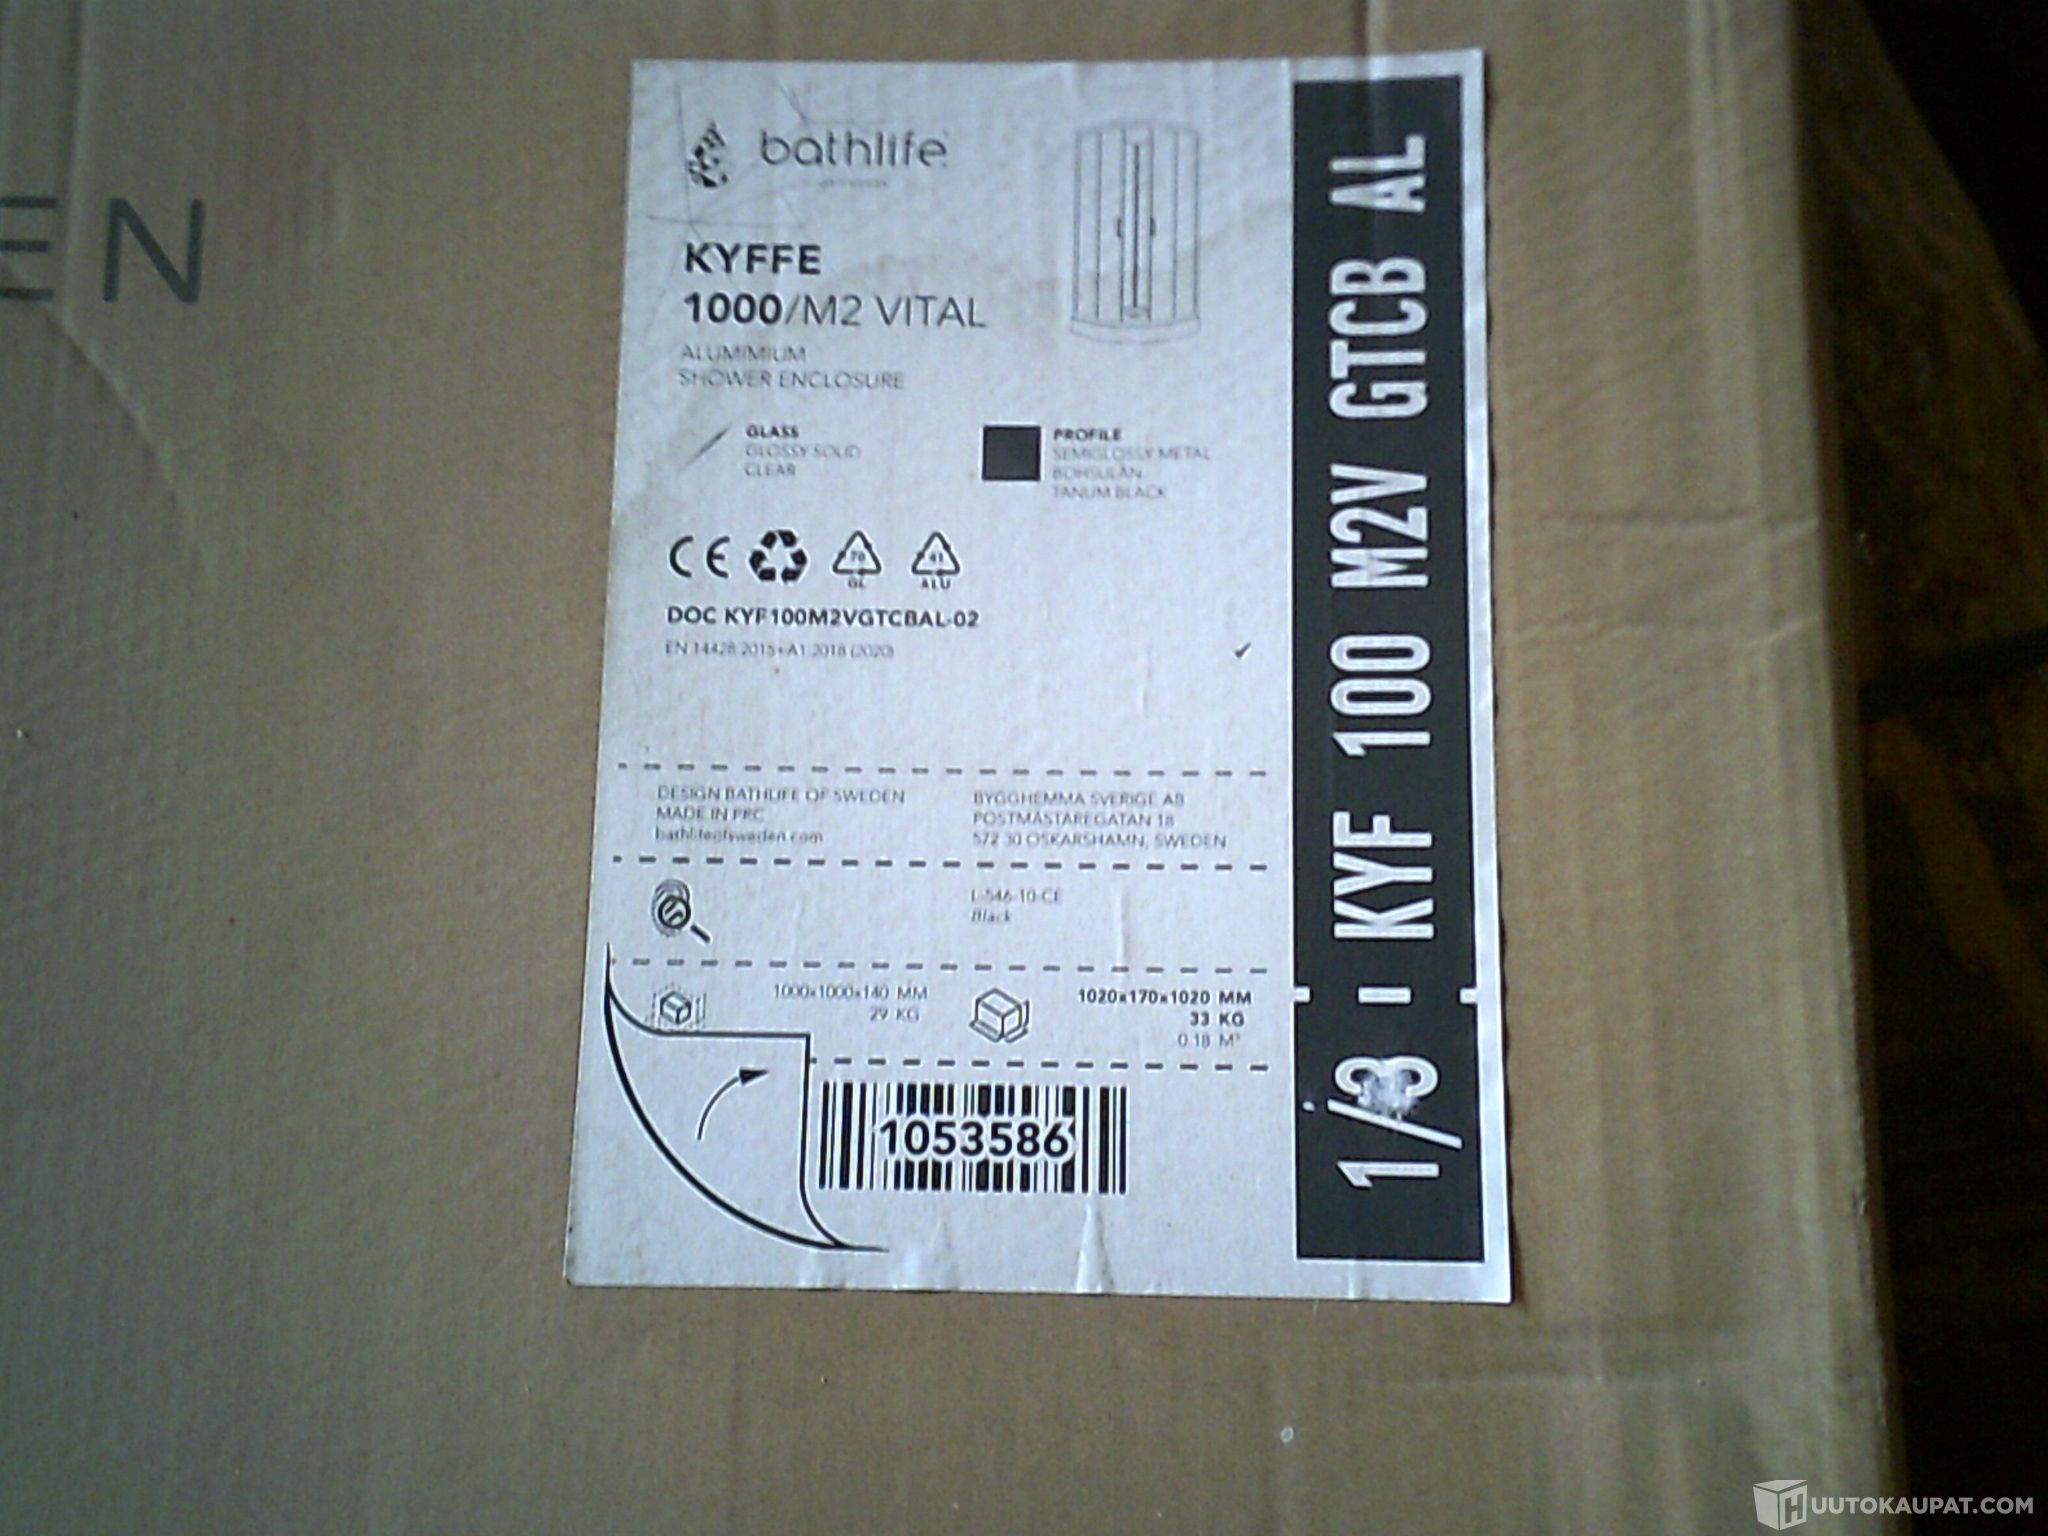 EN
bathlife
KYFFE
1000/M2 VITAL
ALUMIMIUM
SHOWER ENCLOSURE
GLASS
GLOSSY SOLID
CLEAR
PROFILE
SEMIGLOSSY METAL
BOHSULÄN
TANUM BLACK
CE
70
GL
41
ALU
DOC KYF100M2VGTCBAL-02
EN 14428:2015+A1:2018 (2020)
DESIGN BATHLIFE OF SWEDEN
MADE IN PRC
bathlifeofsweden.com
BYGGHEMMA SVERIGE AB
POSTMÄSTAREGATAN 18
572 30 OSKARSHAMN, SWEDEN
L-546-10-CE
Black
1000x1000x140 MM
29 KG
1020x170x1020 MM
33 KG
0.18 M³
1053586
1/3 - KYF 100 M2V GTCB AL
HUUTOKAUPAT.COM